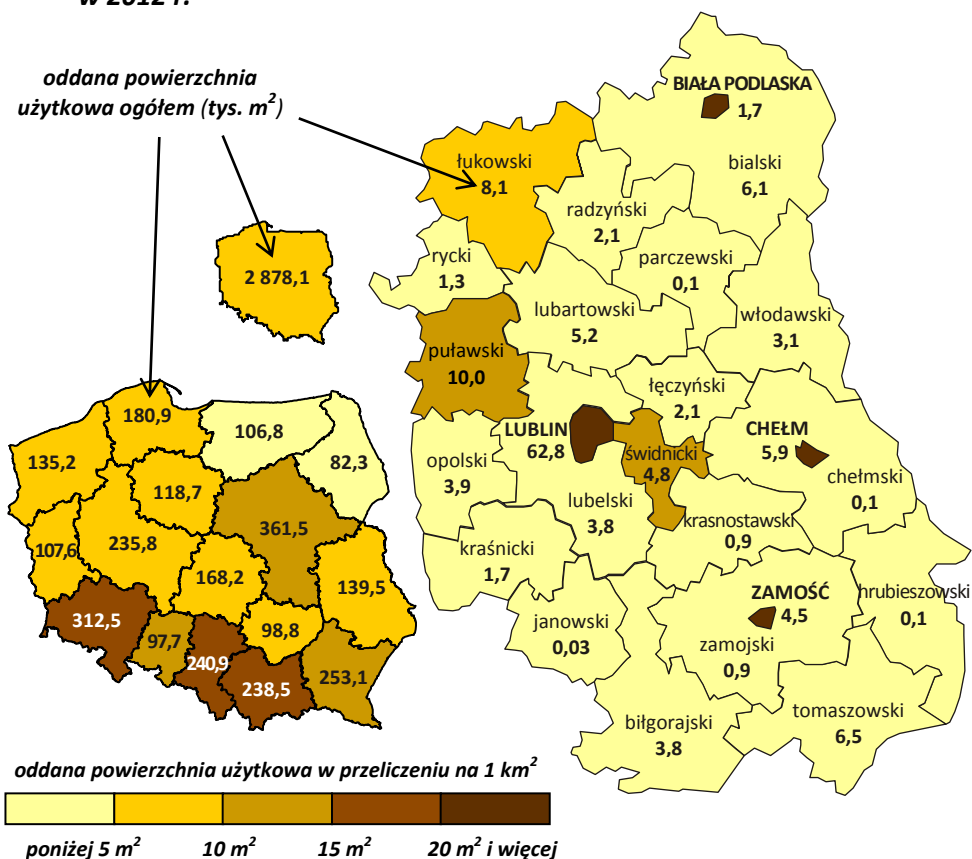 w 2012 r.
oddana powierzchnia
użytkowa ogółem (tys. m²)
2 878,1
180,9
106,8
135,2
82,3
118,7
361,5
107,6
235,8
168,2
139,5
312,5
97,7
240,9
98,8
238,5
253,1
BIAŁA PODLASKA
1,7
bialski
6,1
łukowski
8,1
radzyński
2,1
rycki
1,3
parczewski
0,1
lubartowski
5,2
włodawski
3,1
puławski
10,0
łęczyński
2,1
LUBLIN
62,8
świdnicki
4,8
CHEŁM
5,9
chełmski
0,1
opolski
3,9
lubelski
3,8
krasnostawski
0,9
kraśnicki
1,7
janowski
0,03
ZAMOŚĆ
4,5
zamojski
0,9
hrubieszowski
0,1
biłgorajski
3,8
tomaszowski
6,5
oddana powierzchnia użytkowa w przeliczeniu na 1 km²
poniżej 5 m² 10 m² 15 m² 20 m² i więcej